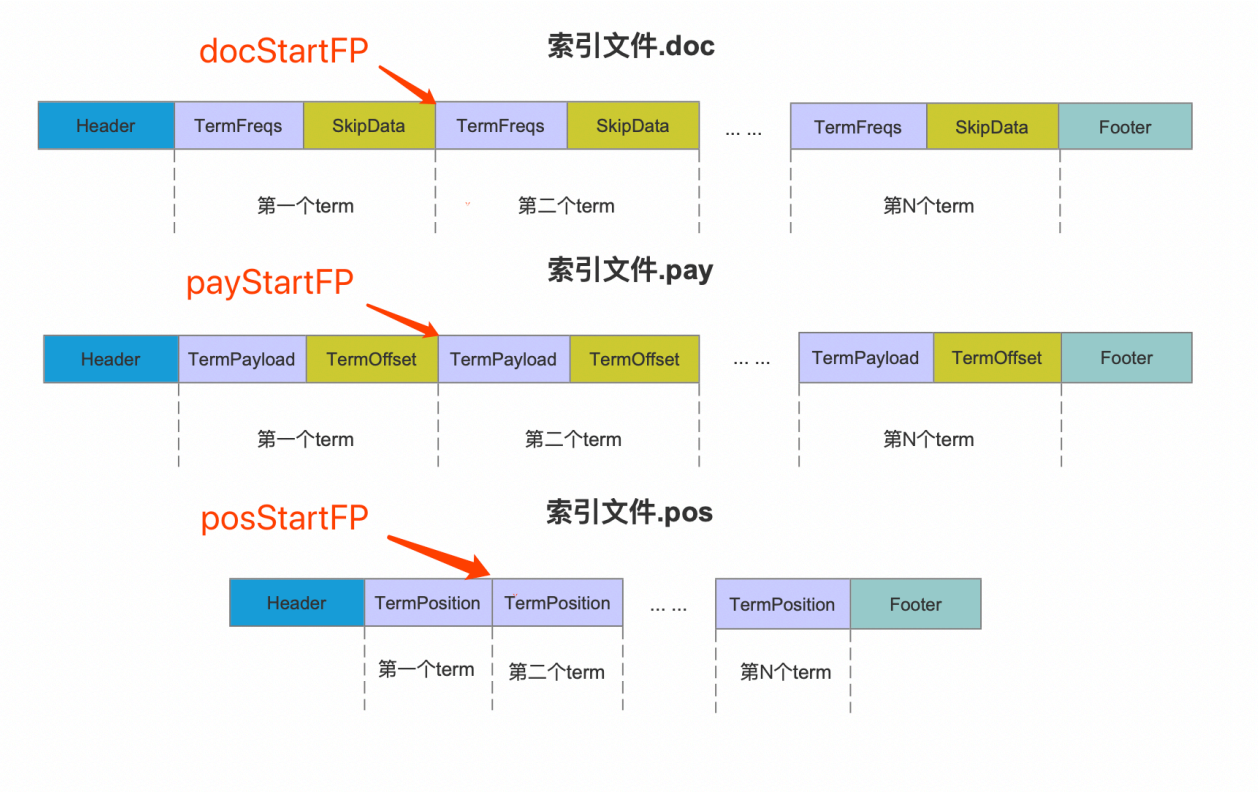 docStartFP
索引文件.doc
Header TermFreqs SkipData TermFreqs SkipData ... ... TermFreqs SkipData Footer
第一个term 第二个term 第N个term
payStartFP
索引文件.pay
Header TermPayload TermOffset TermPayload TermOffset ... ... TermPayload TermOffset Footer
第一个term 第二个term 第N个term
posStartFP
索引文件.pos
Header TermPosition TermPosition ... ... TermPosition Footer
第一个term 第二个term 第N个term